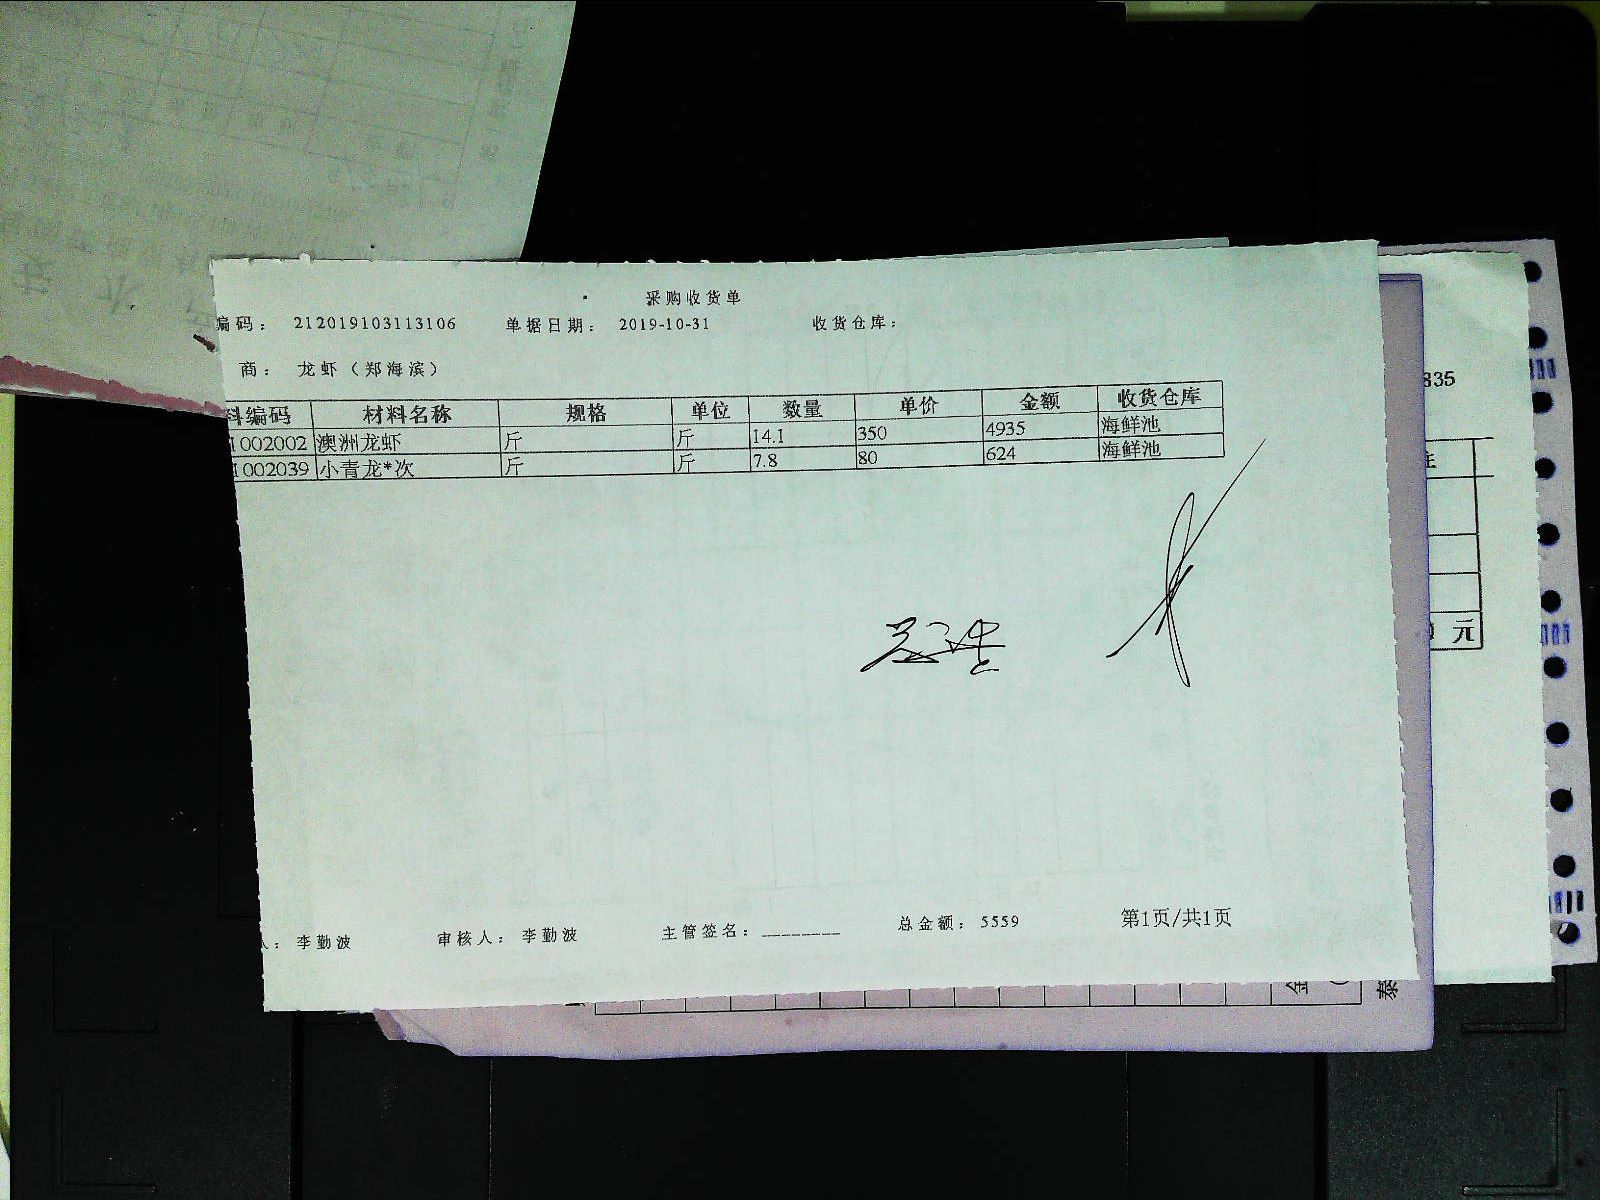 采购收货单
编码： 212019103113106 单据日期： 2019-10-31 收货仓库：
商： 龙虾（郑海滨）
料编码 材料名称 规格 单位 数量 单价 金额 收货仓库
1002002 澳洲龙虾 斤 斤 14.1 350 4935 海鲜池
1002039 小青龙*次 斤 斤 7.8 80 624 海鲜池
人： 李勤波 审核人： 李勤波 主管签名：________ 总金额： 5559 第1页/共1页
835
注
元
金
泰